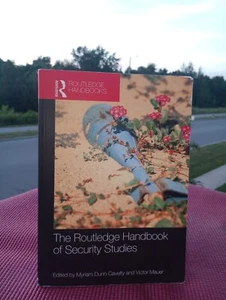 R
ROUTLEDGE
HANDBOOKS
The Routledge Handbook
of Security Studies
Edited by Myriam Dunn Cavelty and Victor Mauer